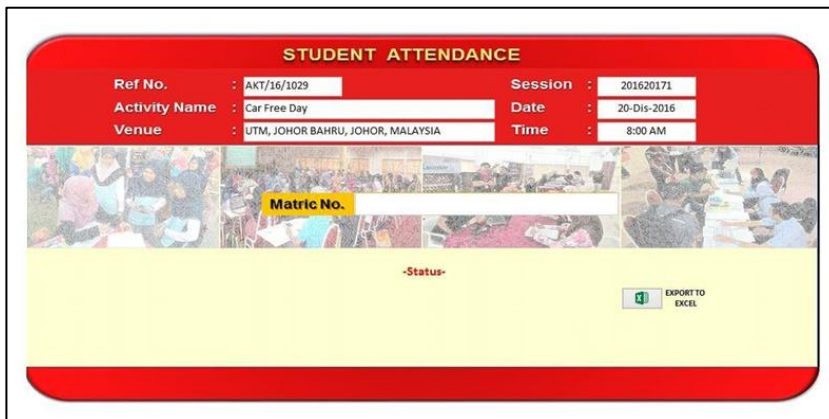 STUDENT ATTENDANCE
Ref No. : AKT/16/1029 Session : 201620171
Activity Name : Car Free Day Date : 20-Dis-2016
Venue : UTM, JOHOR BAHRU, JOHOR, MALAYSIA Time : 8:00 AM
Matric No.
-Status-
EXPORT TO
EXCEL